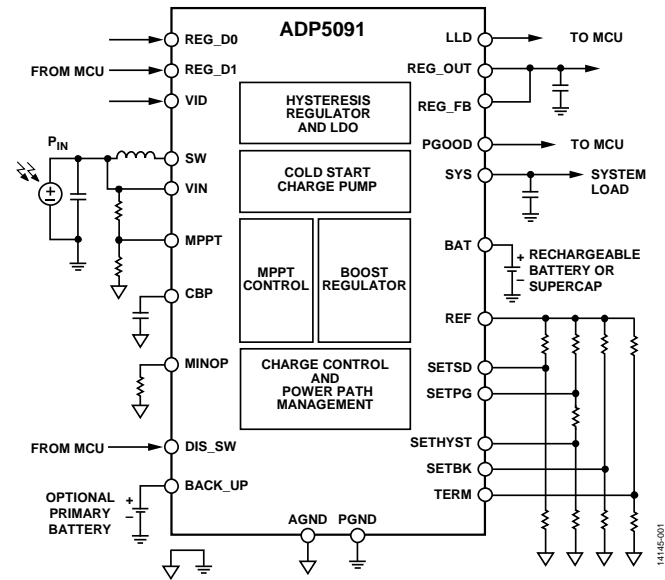 ADP5091
REG_D0
FROM MCU
REG_D1
VID
PIN
SW
VIN
MPPT
CBP
MINOP
FROM MCU
DIS_SW
BACK_UP
OPTIONAL
PRIMARY
BATTERY
+
–
HYSTERESIS
REGULATOR
AND LDO
COLD START
CHARGE PUMP
MPPT
CONTROL
BOOST
REGULATOR
CHARGE CONTROL
AND
POWER PATH
MANAGEMENT
AGND
PGND
LLD
TO MCU
REG_OUT
REG_FB
PGOOD
TO MCU
SYS
SYSTEM
LOAD
BAT
+
–
RECHARGEABLE
BATTERY OR
SUPERCAP
REF
SETSD
SETPG
SETHYST
SETBK
TERM
14145-001